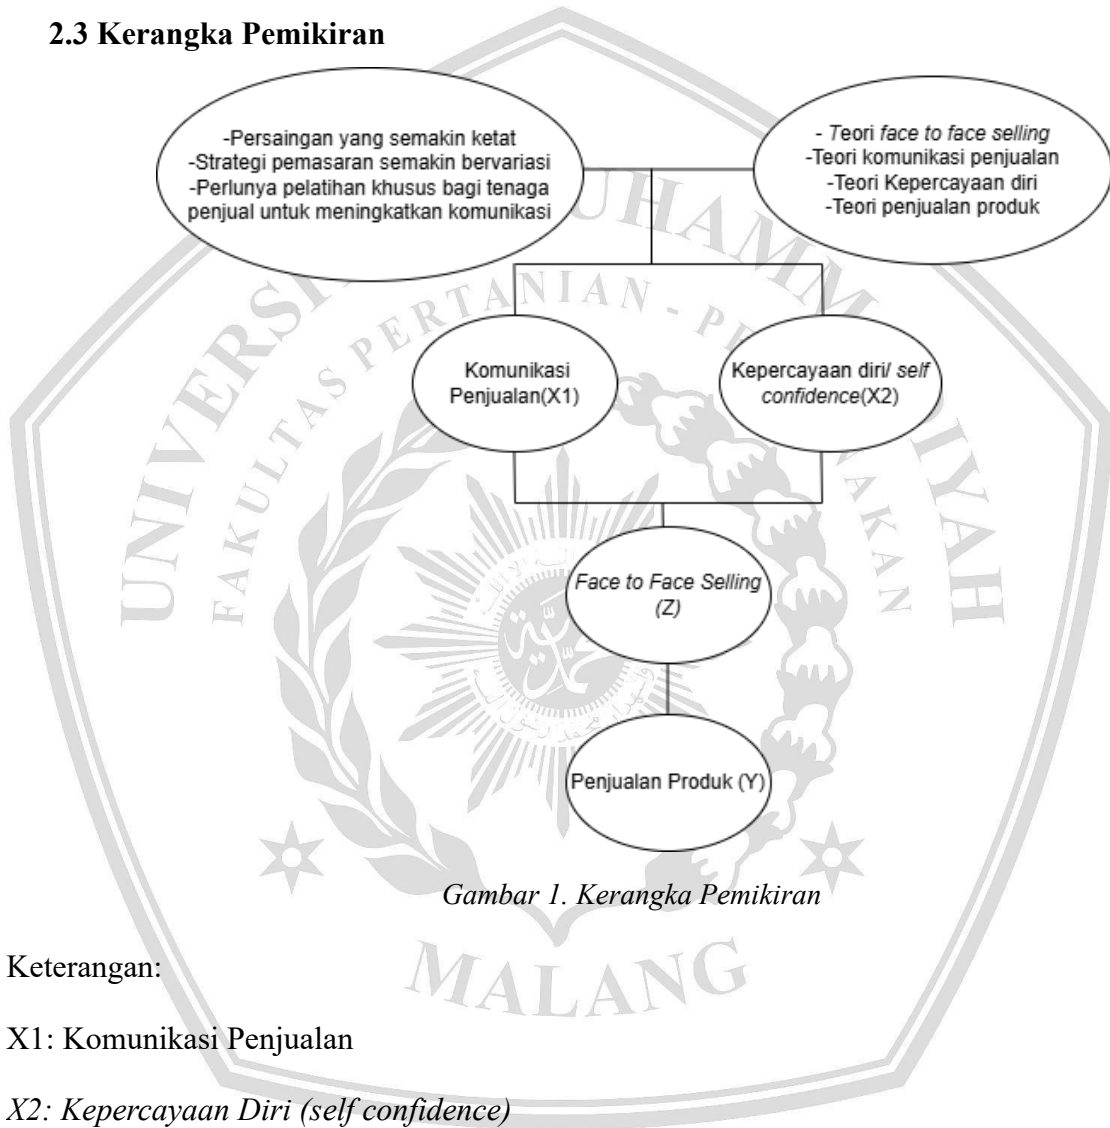 2.3 Kerangka Pemikiran
-Persaingan yang semakin ketat
-Strategi pemasaran semakin bervariasi
-Perlunya pelatihan khusus bagi tenaga
penjual untuk meningkatkan komunikasi
- Teori face to face selling
-Teori komunikasi penjualan
-Teori Kepercayaan diri
-Teori penjualan produk
Komunikasi
Penjualan(X1)
Kepercayaan diri/ self
confidence(X2)
Face to Face Selling
(Z)
Penjualan Produk (Y)
Gambar 1. Kerangka Pemikiran
MALANG
Keterangan:
X1: Komunikasi Penjualan
X2: Kepercayaan Diri (self confidence)